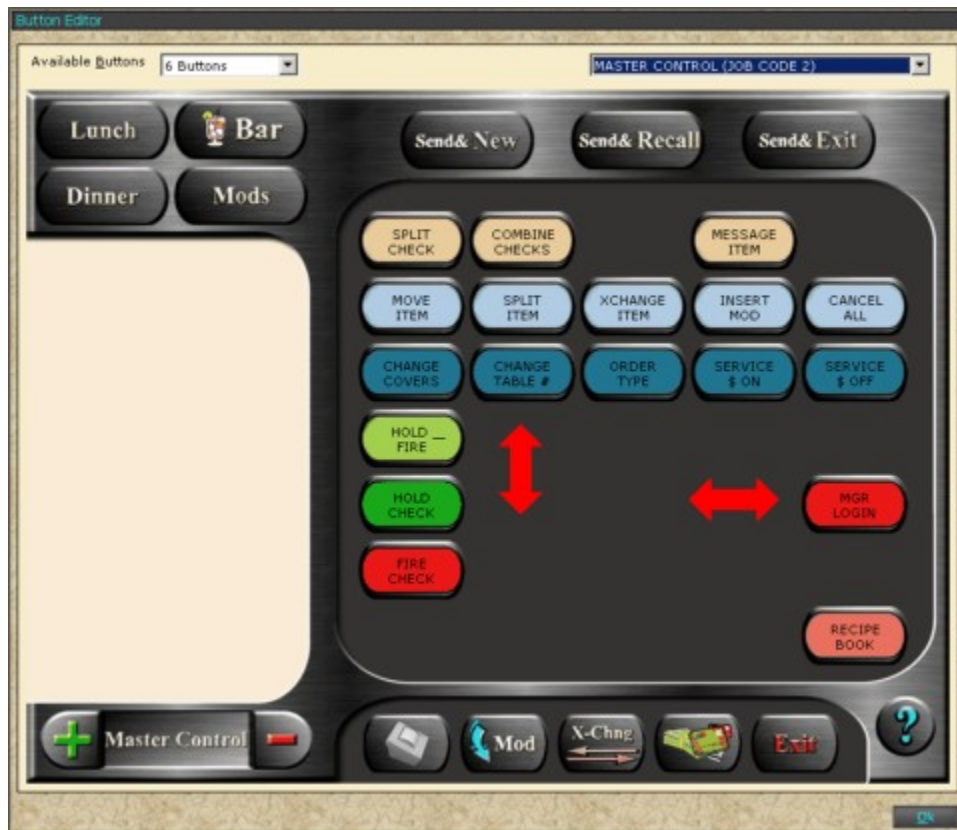 Button Editor
Available Buttons
6 Buttons
MASTER CONTROL (JOB CODE 2)
Lunch
Bar
Send& New
Send& Recall
Send& Exit
Dinner
Mods
SPLIT
CHECK
COMBINE
CHECKS
MESSAGE
ITEM
MOVE
ITEM
SPLIT
ITEM
XCHANGE
ITEM
INSERT
MOD
CANCEL
ALL
CHANGE
COVERS
CHANGE
TABLE #
ORDER
TYPE
SERVICE
$ ON
SERVICE
$ OFF
HOLD _
FIRE
HOLD
CHECK
MGR
LOGIN
FIRE
CHECK
RECIPE
BOOK
Master Control
Mod
X-Chng
Exit
?
Ok